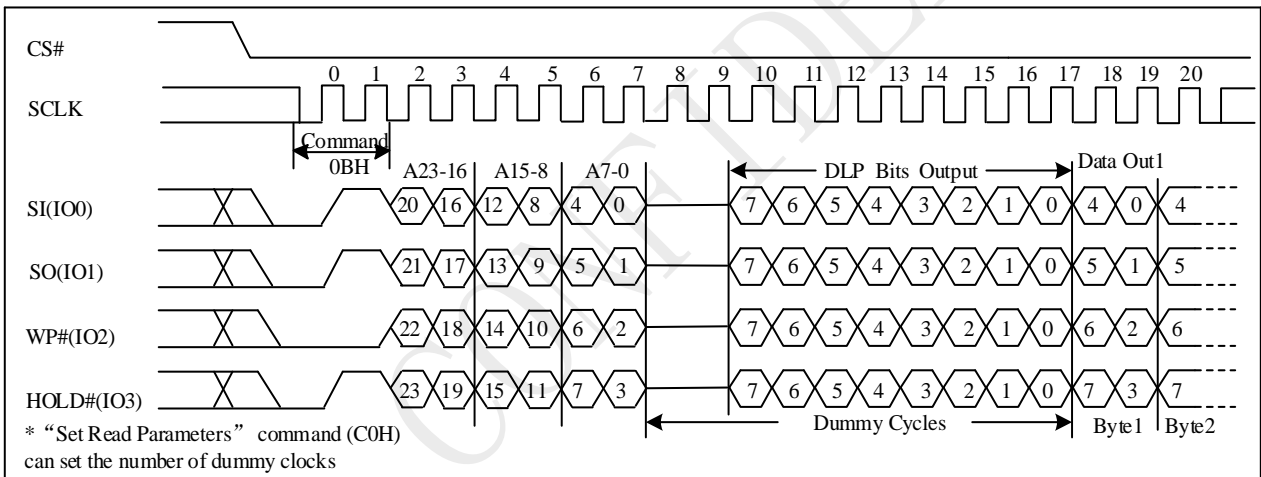 CS#
0 1 2 3 4 5 6 7 8 9 10 11 12 13 14 15 16 17 18 19 20
SCLK
Command
0BH
A23-16 A15-8 A7-0 DLP Bits Output Data Out1
SI(IO0) 20 16 12 8 4 0 7 6 5 4 3 2 1 0 4 0 4
SO(IO1) 21 17 13 9 5 1 7 6 5 4 3 2 1 0 5 1 5
WP#(IO2) 22 18 14 10 6 2 7 6 5 4 3 2 1 0 6 2 6
HOLD#(IO3) 23 19 15 11 7 3 7 6 5 4 3 2 1 0 7 3 7
Dummy Cycles Byte1 Byte2
* “Set Read Parameters” command (C0H)
can set the number of dummy clocks